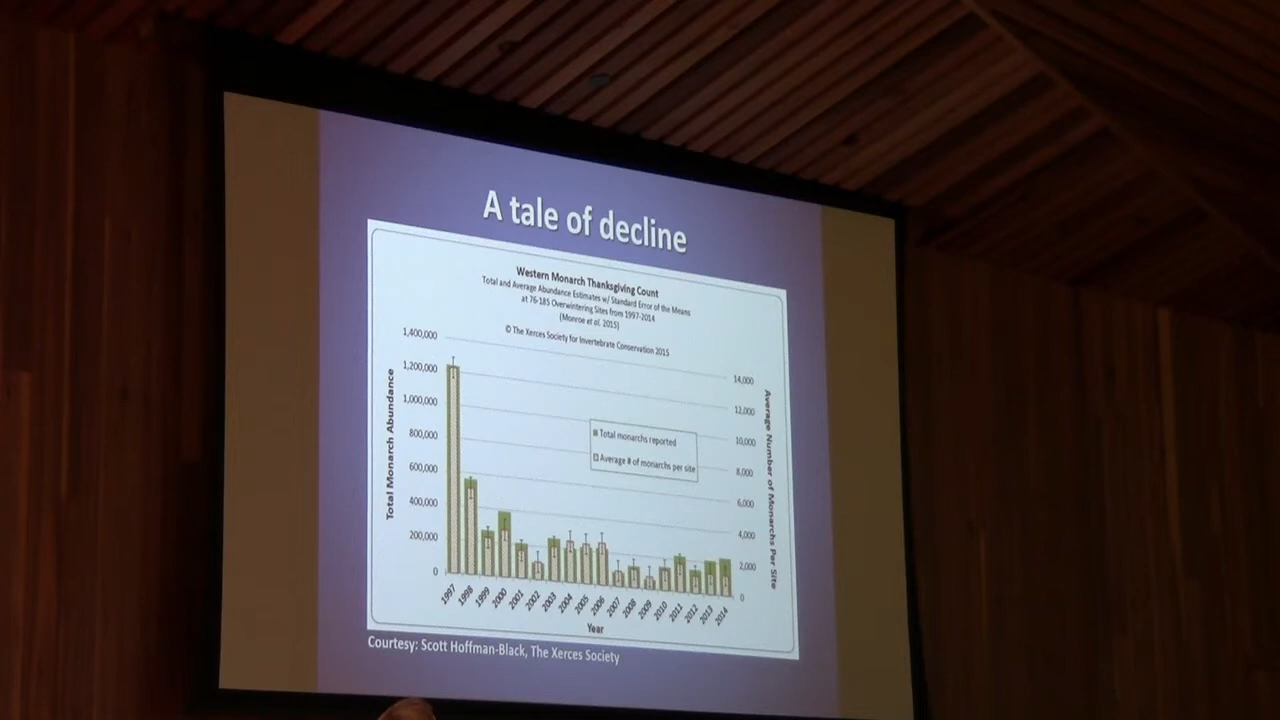 A tale of decline
Western Monarch Thanksgiving Count
Total and Average Abundance Estimates w/ Standard Error of the Means
at 76-185 Overwintering Sites from 1997-2014
(Monroe et al. 2015)
© The Xerces Society for Invertebrate Conservation 2015
Total Monarch Abundance
1,400,000
1,200,000
1,000,000
800,000
600,000
400,000
200,000
0
Total monarchs reported
Average # of monarchs per site
14,000
12,000
10,000
8,000
6,000
4,000
2,000
0
Average Number of Monarchs Per Site
1997
1998
1999
2000
2001
2002
2003
2004
2005
2006
2007
2008
2009
2010
2011
2012
2013
2014
Year
Courtesy: Scott Hoffman-Black, The Xerces Society